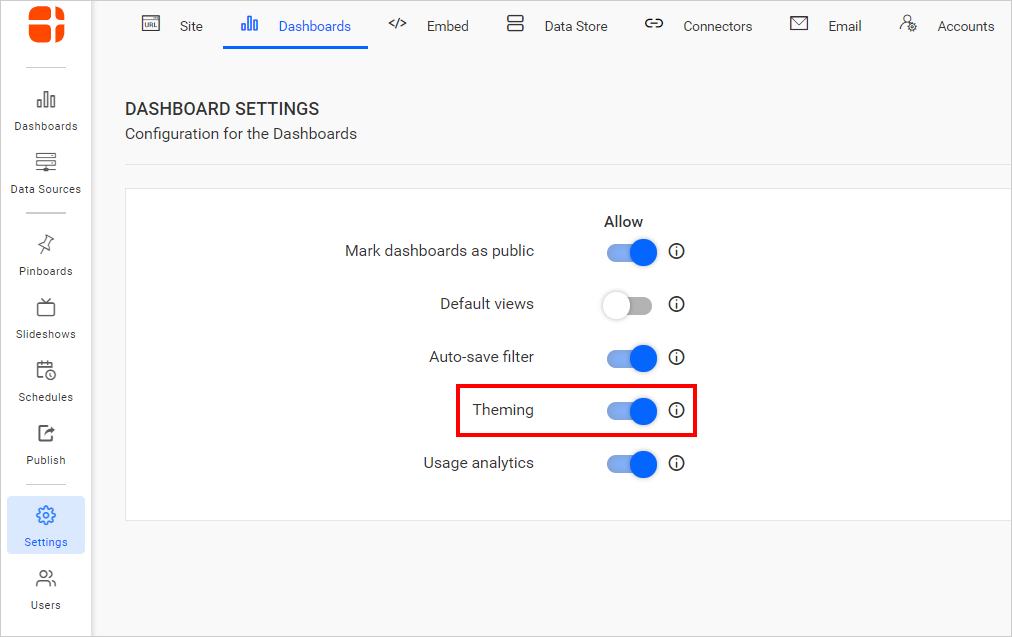 URL
Site
Dashboards
</>
Embed
Data Store
Connectors
Email
Accounts
Dashboards
Data Sources
Pinboards
Slideshows
Schedules
Publish
Settings
Users
DASHBOARD SETTINGS
Configuration for the Dashboards
Allow
Mark dashboards as public
Default views
Auto-save filter
Theming
Usage analytics